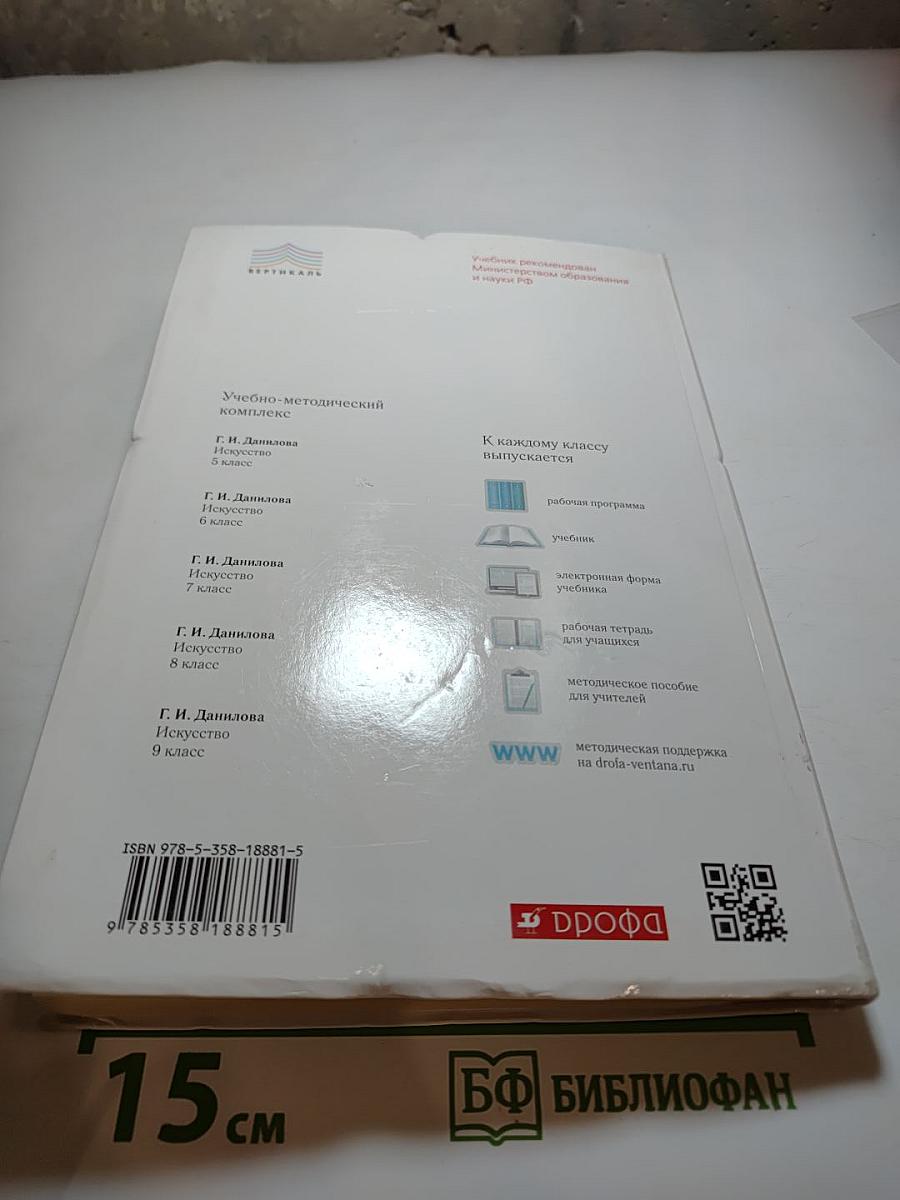 ВЕРТИКАЛЬ
Учебник рекомендован
Министерством образования
и науки РФ
Учебно-методический
комплекс
Г. И. Данилова
Искусство
5 класс
Г. И. Данилова
Искусство
6 класс
Г. И. Данилова
Искусство
7 класс
Г. И. Данилова
Искусство
8 класс
Г. И. Данилова
Искусство
9 класс
К каждому классу
выпускается
рабочая программа
учебник
электронная форма
учебника
рабочая тетрадь
для учащихся
методическое пособие
для учителей
www
методическая поддержка
на drofa-ventana.ru
ISBN 978-5-358-18881-5
9 785358 188815
дрофа
15 см
БФ БИБЛИОФАН